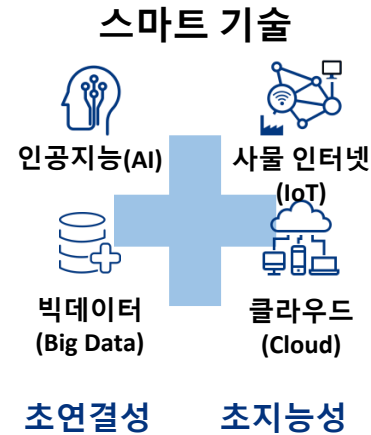 스마트 기술
인공지능(AI)
사물 인터넷
(IoT)
빅데이터
(Big Data)
클라우드
(Cloud)
초연결성
초지능성